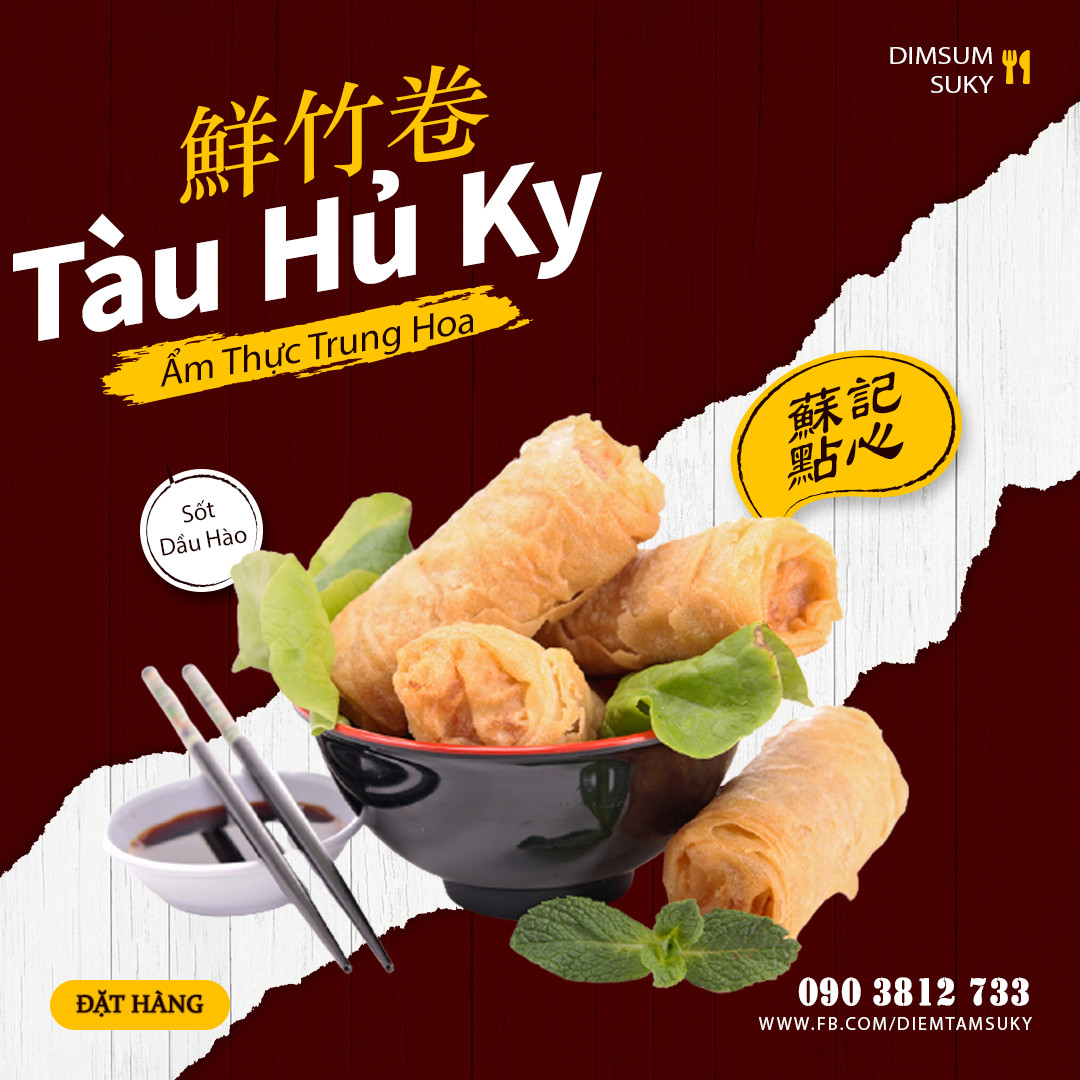 DIMSUM
SUKY
鮮竹卷
Tàu Hủ Ky
Ẩm Thực Trung Hoa
蘇記
點心
Sốt
Dầu Hào
ĐẶT HÀNG
090 3812 733
WWW.FB.COM/DIEMTAMSUKY